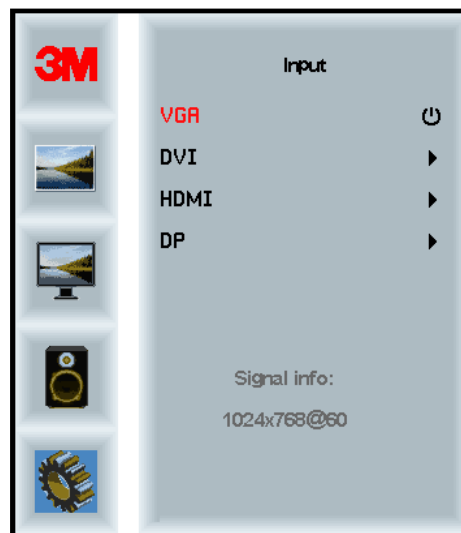 3M
Input
VGA
DVI
HDMI
DP
Signal info:
1024x768@60